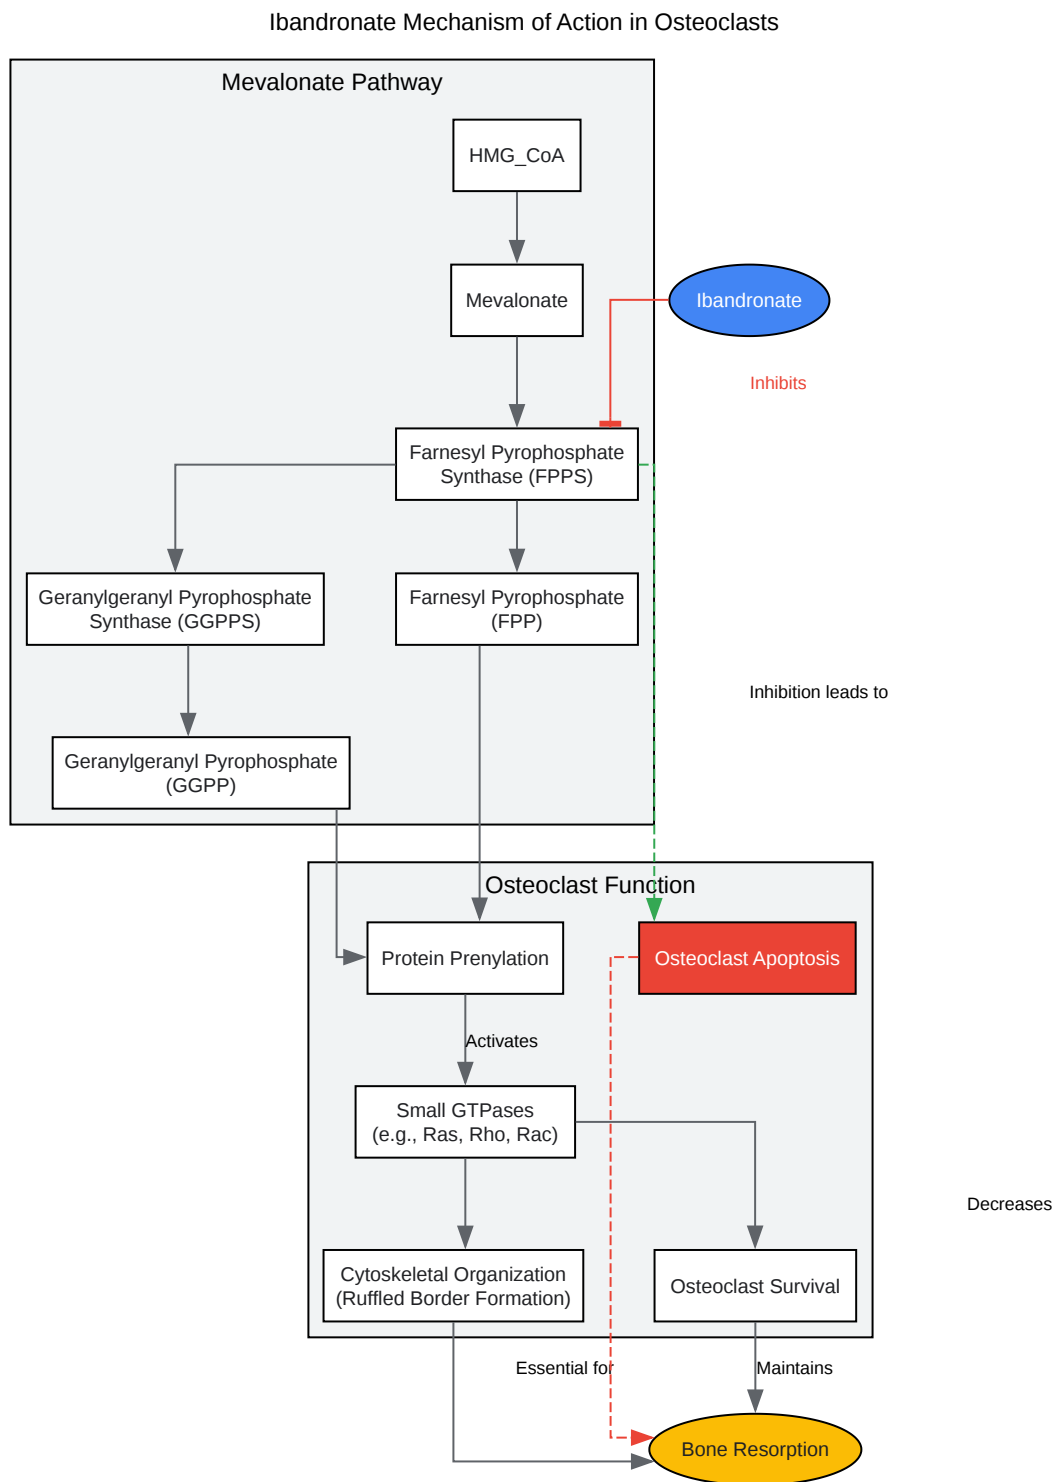 Ibandronate Mechanism of Action in Osteoclasts
Mevalonate Pathway
HMG_CoA
Mevalonate
Ibandronate
Inhibits
Farnesyl Pyrophosphate
Synthase (FPPS)
Geranylgeranyl Pyrophosphate
Synthase (GGPPS)
Farnesyl Pyrophosphate
(FPP)
Inhibition leads to
Geranylgeranyl Pyrophosphate
(GGPP)
Osteoclast Function
Protein Prenylation
Osteoclast Apoptosis
Activates
Small GTPases
(e.g., Ras, Rho, Rac)
Decreases
Cytoskeletal Organization
(Ruffled Border Formation)
Osteoclast Survival
Essential for
Maintains
Bone Resorption